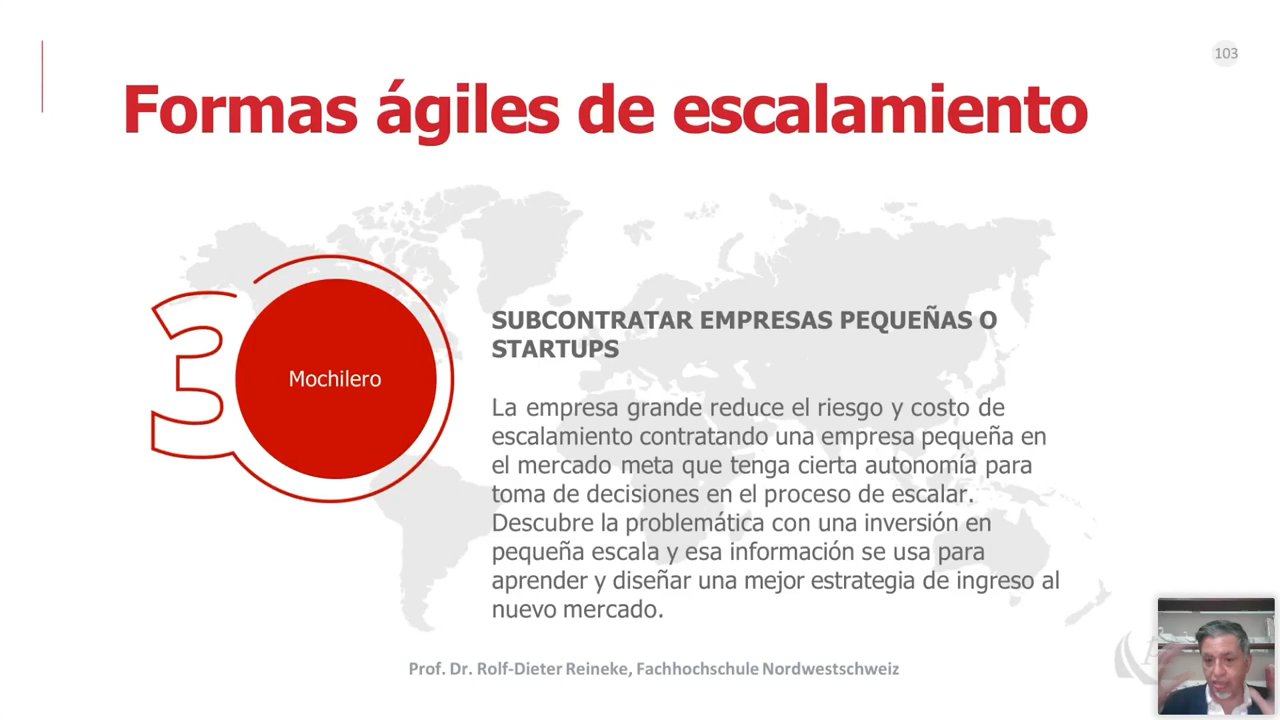 103
Formas ágiles de escalamiento
3
Mochilero
SUBCONTRATAR EMPRESAS PEQUEÑAS O
STARTUPS
La empresa grande reduce el riesgo y costo de
escalamiento contratando una empresa pequeña en
el mercado meta que tenga cierta autonomía para
toma de decisiones en el proceso de escalar.
Descubre la problemática con una inversión en
pequeña escala y esa información se usa para
aprender y diseñar una mejor estrategia de ingreso al
nuevo mercado.
Prof. Dr. Rolf-Dieter Reineke, Fachhochschule Nordwestschweiz